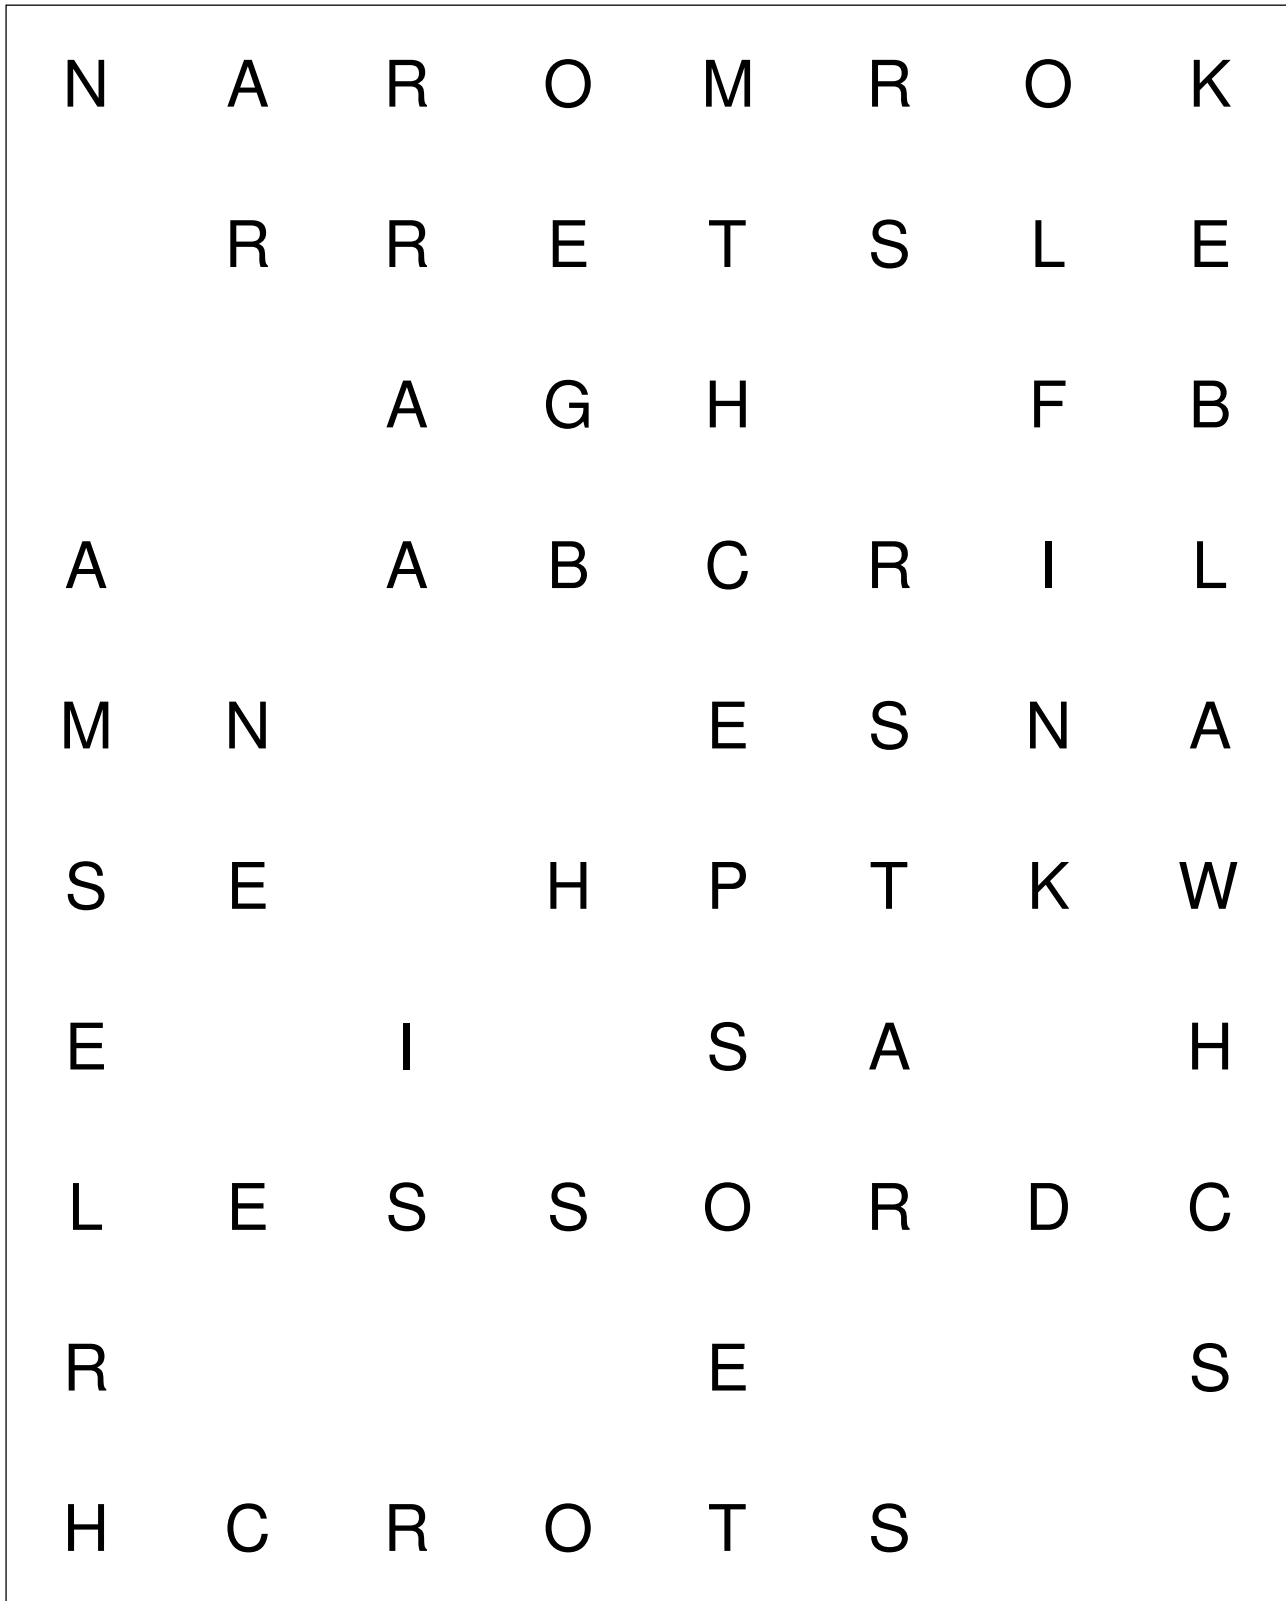 N A R O M R O K
R R E T S L E
A G H F B
A A B C R I L
M N E S N A
S E H P T K W
E I S A H
L E S S O R D C
R E S
H C R O T S